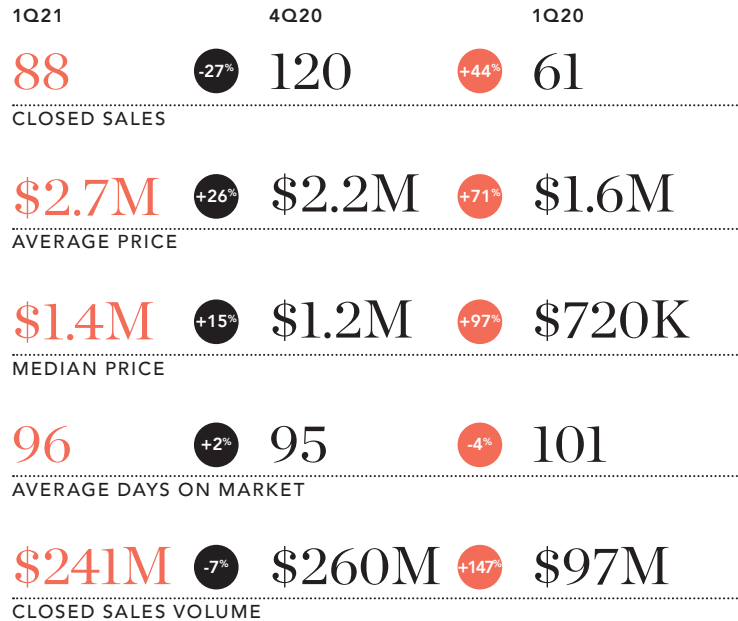 1Q21 4Q20 1Q20
88 -27% 120 +44% 61
CLOSED SALES
$2.7M +26% $2.2M +71% $1.6M
AVERAGE PRICE
$1.4M +15% $1.2M +97% $720K
MEDIAN PRICE
96 +2% 95 -4% 101
AVERAGE DAYS ON MARKET
$241M -7% $260M +147% $97M
CLOSED SALES VOLUME